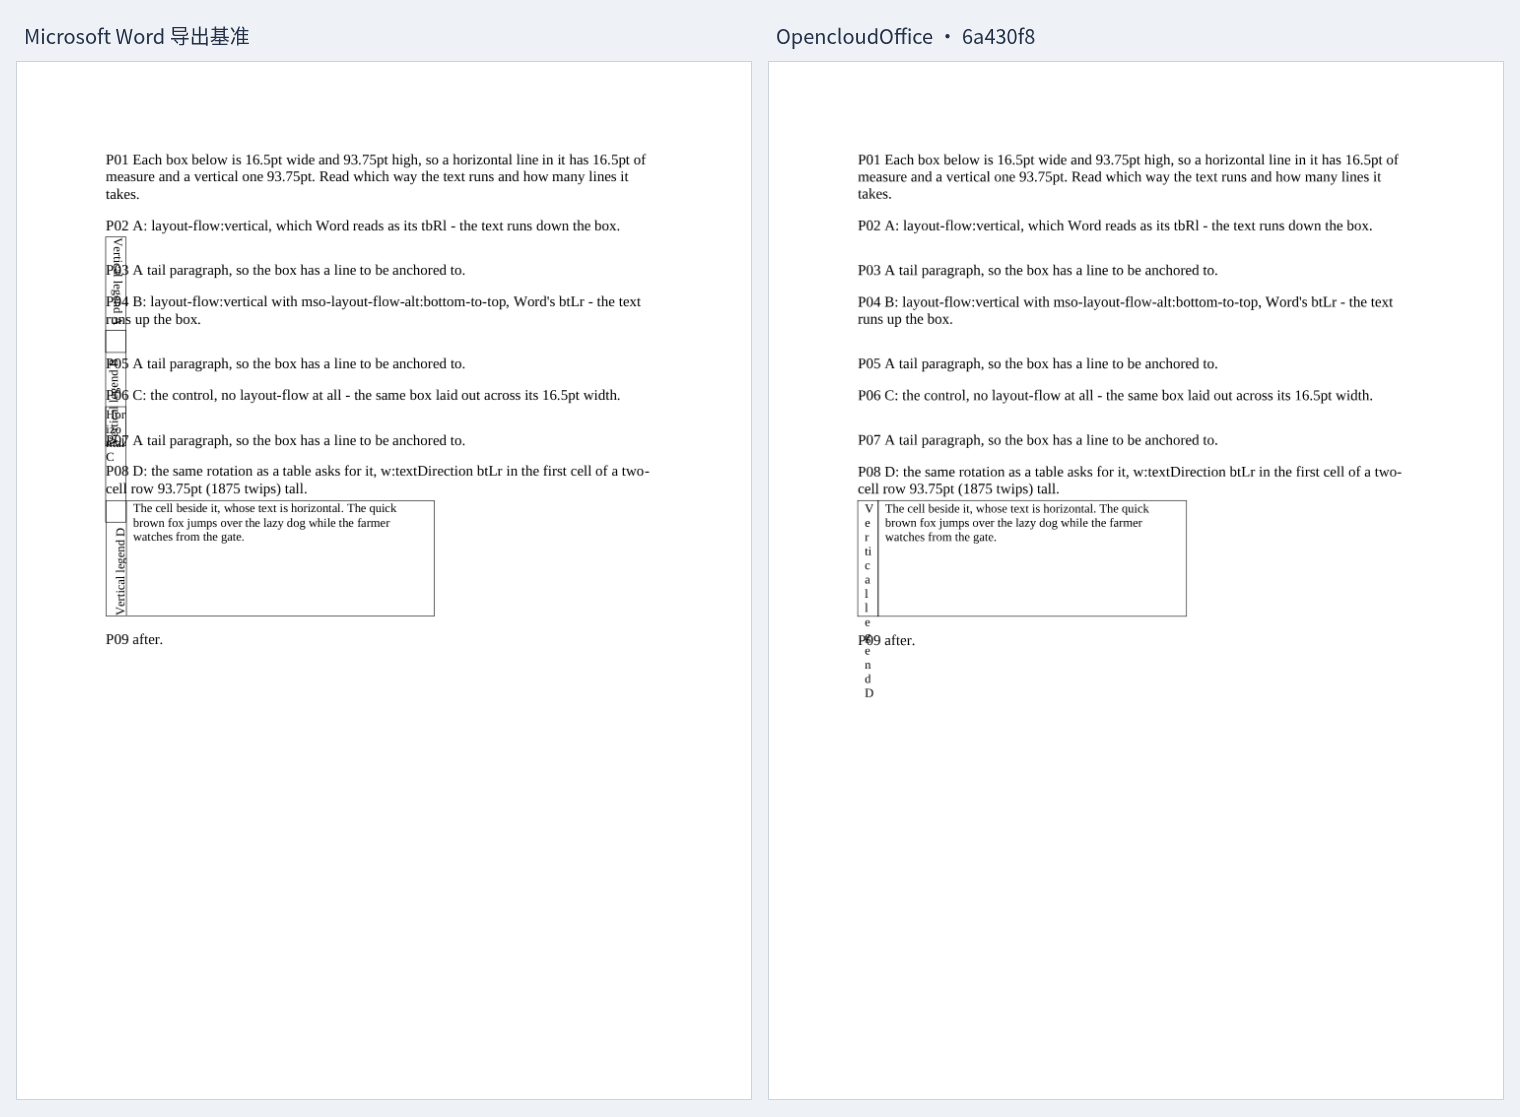 Microsoft Word 导出基准
P01 Each box below is 16.5pt wide and 93.75pt high, so a horizontal line in it has 16.5pt of
measure and a vertical one 93.75pt. Read which way the text runs and how many lines it
takes.
P02 A: layout-flow:vertical, which Word reads as its tbRl - the text runs down the box.
Vertical legend A
P03 A tail paragraph, so the box has a line to be anchored to.
P04 B: layout-flow:vertical with mso-layout-flow-alt:bottom-to-top, Word's btLr - the text
runs up the box.
P05 A tail paragraph, so the box has a line to be anchored to.
P06 C: the control, no layout-flow at all - the same box laid out across its 16.5pt width.
Hor
izo
C
P07 A tail paragraph, so the box has a line to be anchored to.
P08 D: the same rotation as a table asks for it, w:textDirection btLr in the first cell of a two-
cell row 93.75pt (1875 twips) tall.
Vertical legend D
The cell beside it, whose text is horizontal. The quick
brown fox jumps over the lazy dog while the farmer
watches from the gate.
P09 after.
OpencloudOffice • 6a430f8
P01 Each box below is 16.5pt wide and 93.75pt high, so a horizontal line in it has 16.5pt of
measure and a vertical one 93.75pt. Read which way the text runs and how many lines it
takes.
P02 A: layout-flow:vertical, which Word reads as its tbRl - the text runs down the box.
P03 A tail paragraph, so the box has a line to be anchored to.
P04 B: layout-flow:vertical with mso-layout-flow-alt:bottom-to-top, Word's btLr - the text
runs up the box.
P05 A tail paragraph, so the box has a line to be anchored to.
P06 C: the control, no layout-flow at all - the same box laid out across its 16.5pt width.
P07 A tail paragraph, so the box has a line to be anchored to.
P08 D: the same rotation as a table asks for it, w:textDirection btLr in the first cell of a two-
cell row 93.75pt (1875 twips) tall.
V
e
r
ti
c
a
l
l
e
g
e
n
d
D
The cell beside it, whose text is horizontal. The quick
brown fox jumps over the lazy dog while the farmer
watches from the gate.
P09 after.